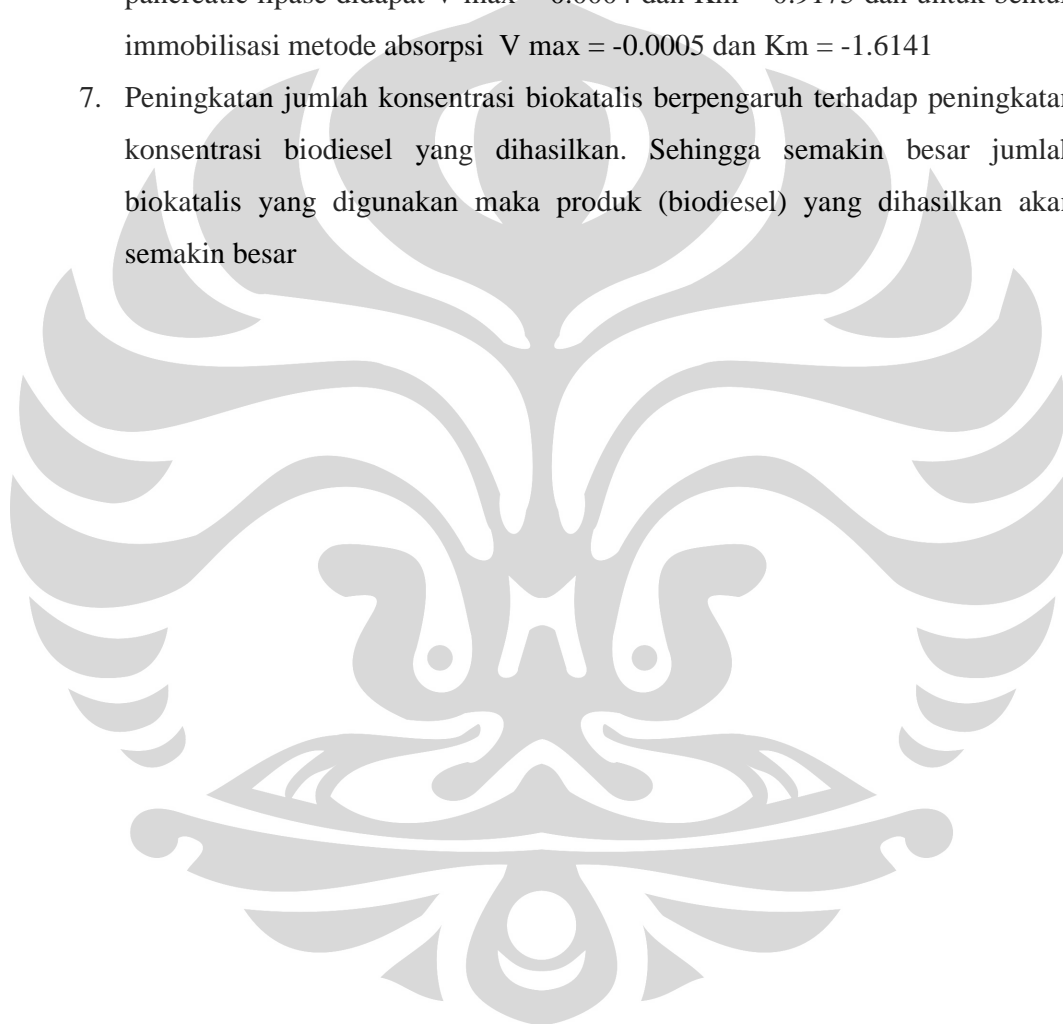 immobilisasi metode absorpsi V max = -0.0005 dan Km = -1.6141
7. Peningkatan jumlah konsentrasi biokatalis berpengaruh terhadap peningkatan
konsentrasi biodiesel yang dihasilkan. Sehingga semakin besar jumlah
biokatalis yang digunakan maka produk (biodiesel) yang dihasilkan akan
semakin besar